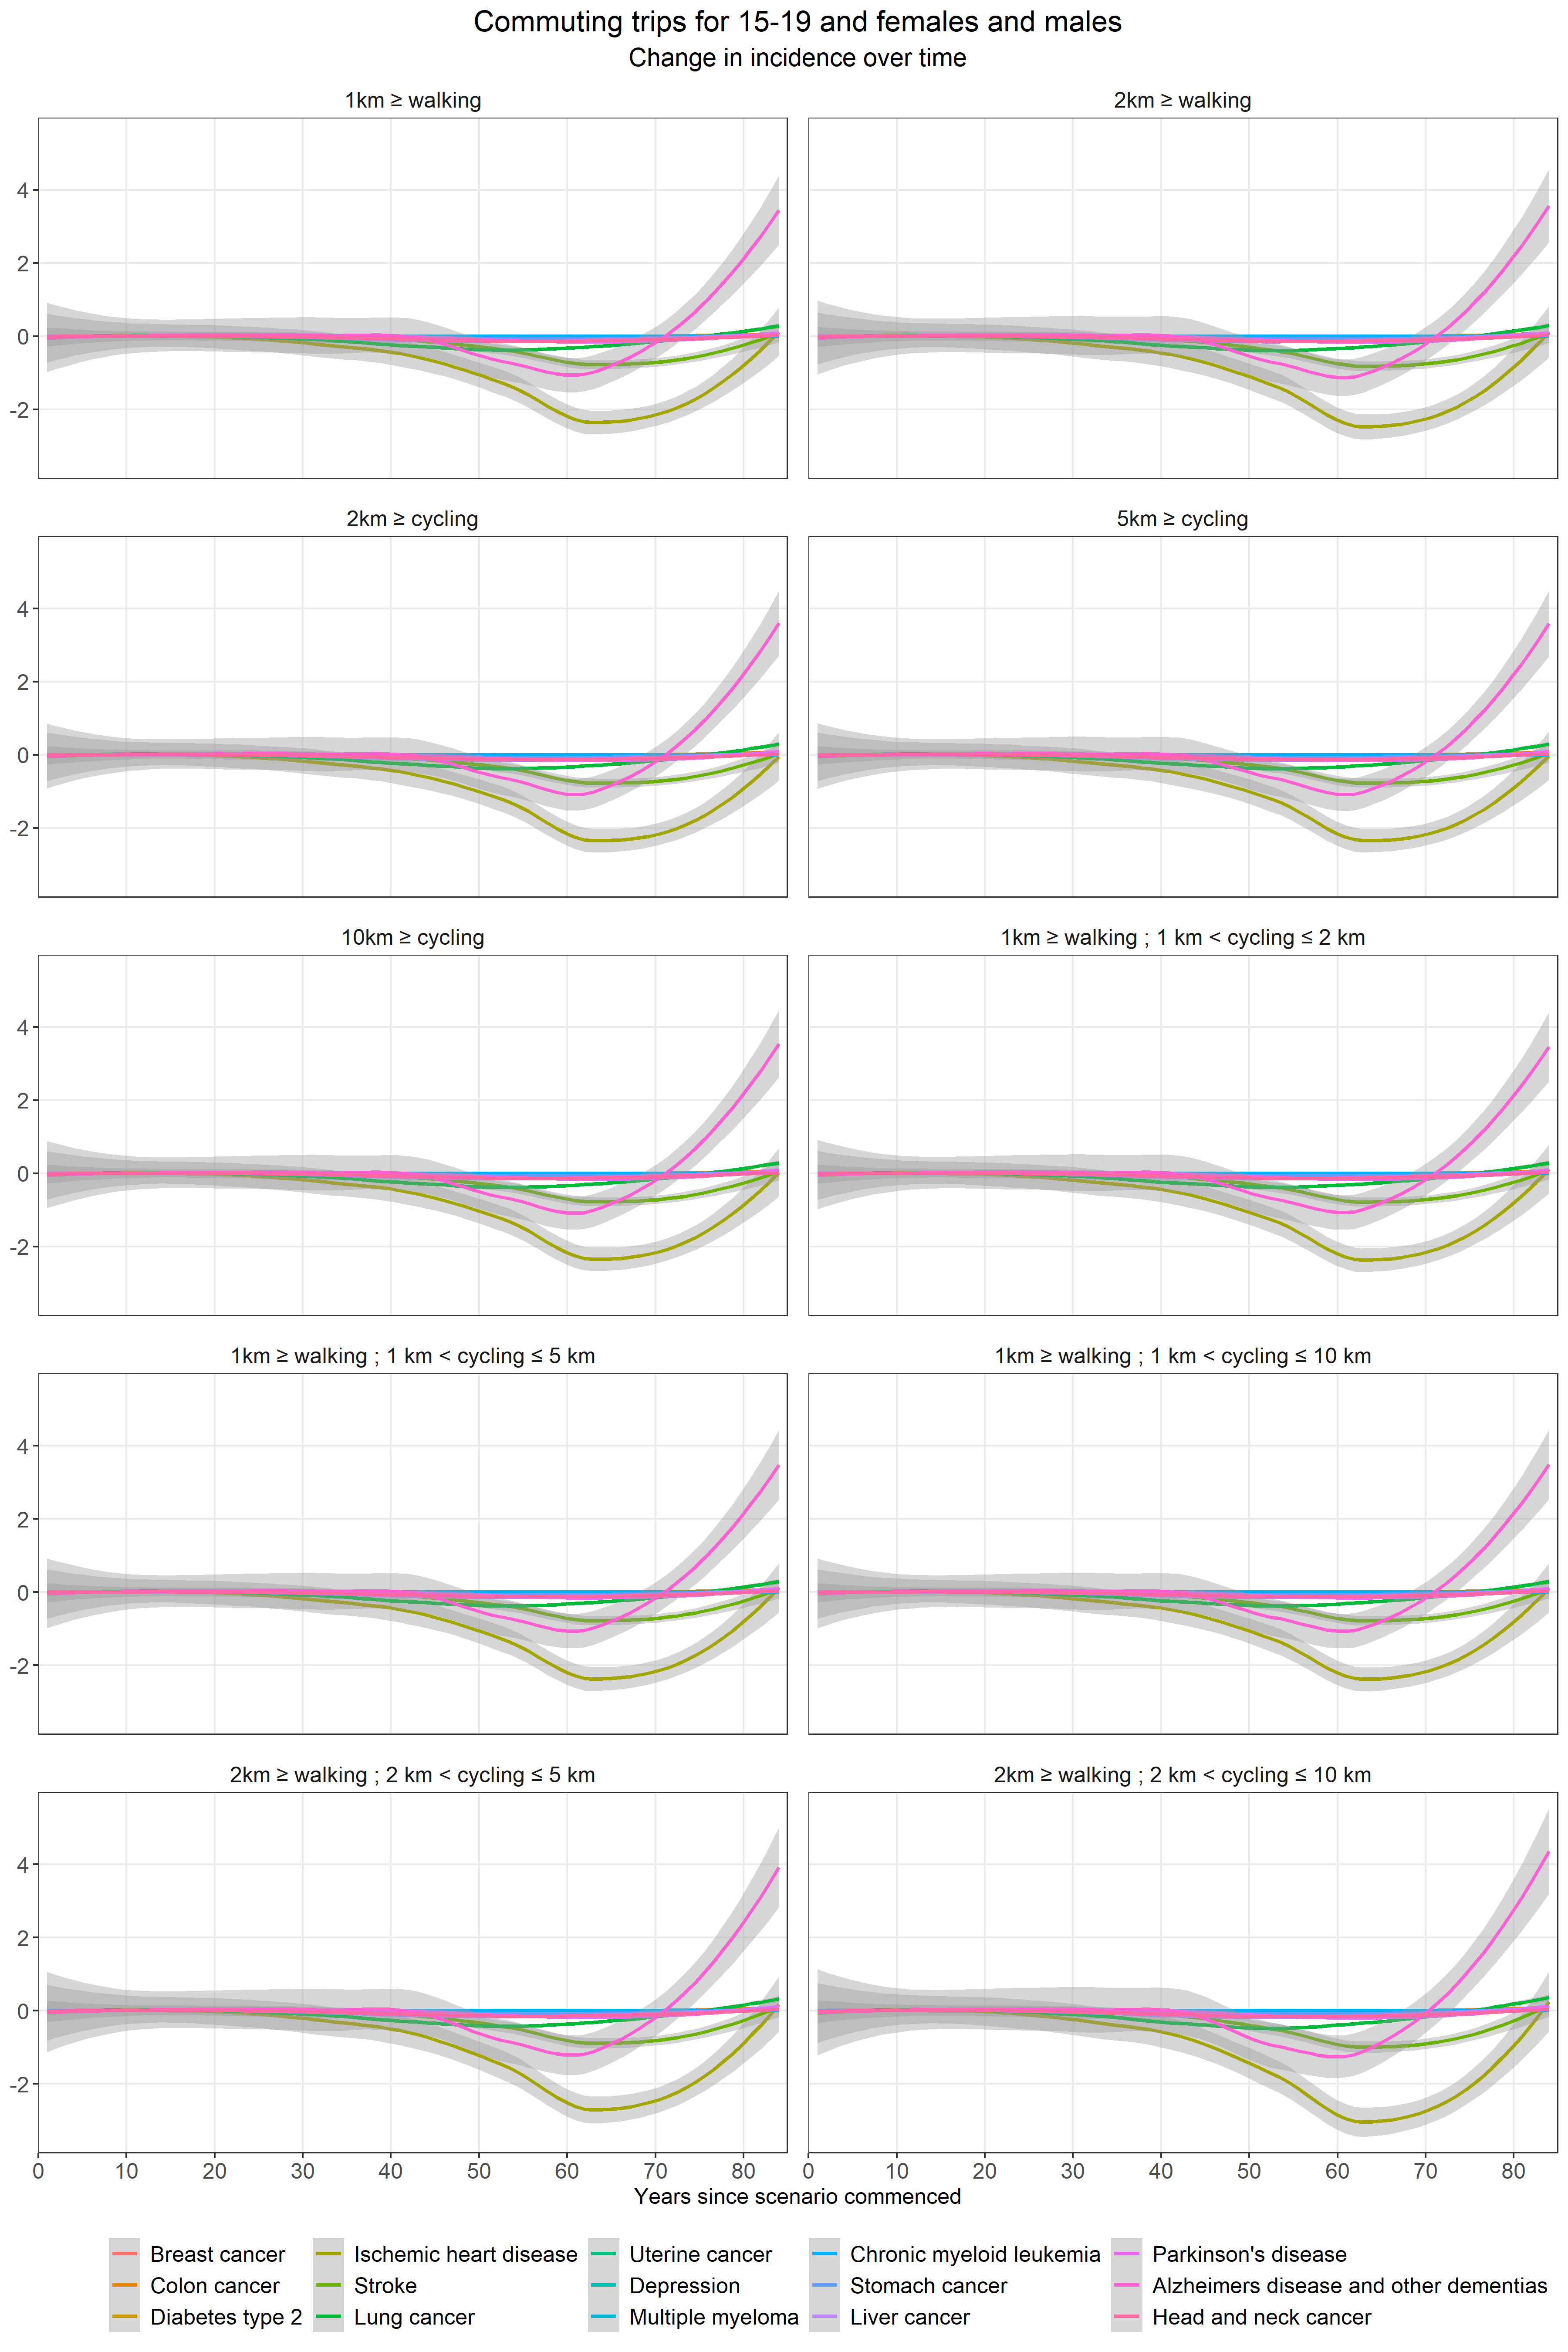 Commuting trips for 15-19 and females and males
Change in incidence over time
1km ≥ walking
2km ≥ walking
4
2
0
-2
2km ≥ cycling
5km ≥ cycling
4
2
0
-2
10km ≥ cycling
1km ≥ walking ; 1 km < cycling ≤ 2 km
4
2
0
-2
1km ≥ walking ; 1 km < cycling ≤ 5 km
1km ≥ walking ; 1 km < cycling ≤ 10 km
4
2
0
-2
2km ≥ walking ; 2 km < cycling ≤ 5 km
2km ≥ walking ; 2 km < cycling ≤ 10 km
4
2
0
-2
0 10 20 30 40 50 60 70 80
0 10 20 30 40 50 60 70 80
Years since scenario commenced
Breast cancer
Colon cancer
Diabetes type 2
Ischemic heart disease
Stroke
Lung cancer
Uterine cancer
Depression
Multiple myeloma
Chronic myeloid leukemia
Stomach cancer
Liver cancer
Parkinson's disease
Alzheimers disease and other dementias
Head and neck cancer